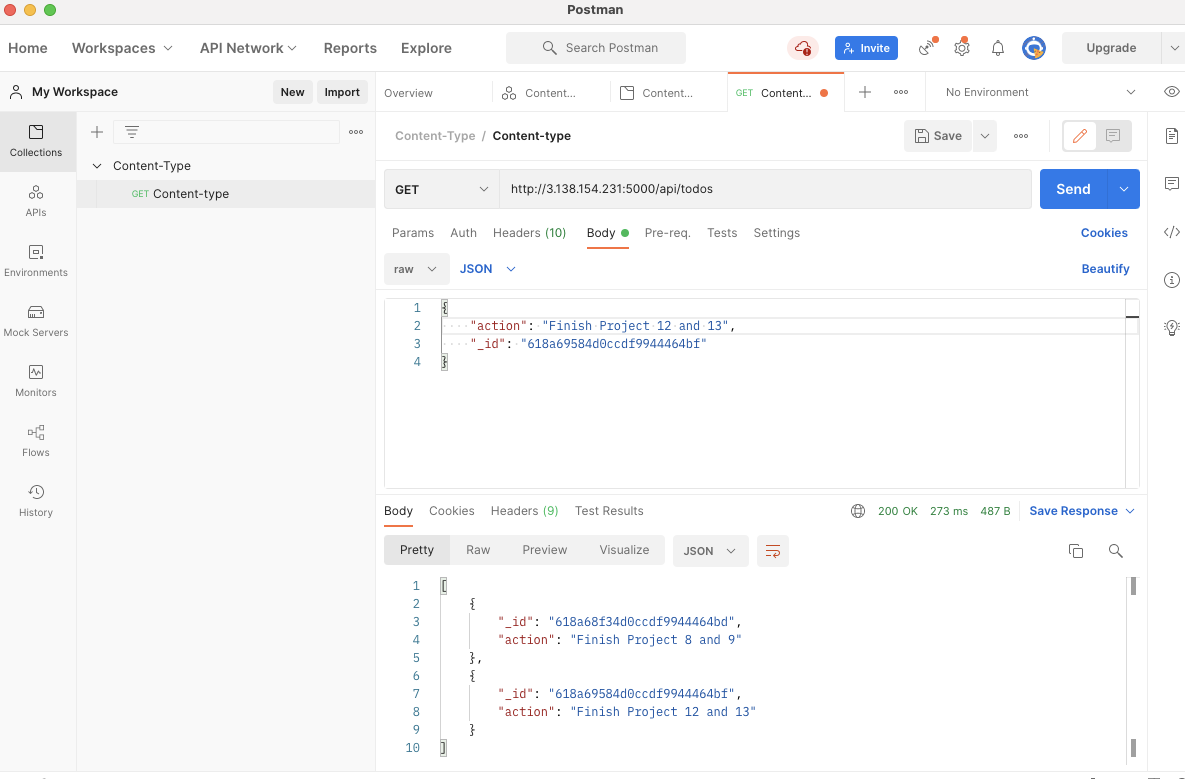 Postman
Home Workspaces API Network Reports Explore Search Postman Invite Upgrade
My Workspace New Import Overview Content... Content... GET Content... No Environment
Collections
Content-Type / Content-type Save
Content-Type
GET Content-type
GET http://3.138.154.231:5000/api/todos Send
APIs
Params Auth Headers (10) Body Pre-req. Tests Settings Cookies
Environments
raw JSON Beautify
1 {
2 "action": "Finish Project 12 and 13",
Mock Servers
3 "_id": "618a69584d0ccdf9944464bf"
4 }
Monitors
Flows
History
Body Cookies Headers (9) Test Results 200 OK 273 ms 487 B Save Response
Pretty Raw Preview Visualize JSON
1 [
2 {
3 "_id": "618a68f34d0ccdf9944464bd",
4 "action": "Finish Project 8 and 9"
5 },
6 {
7 "_id": "618a69584d0ccdf9944464bf",
8 "action": "Finish Project 12 and 13"
9 }
10 ]